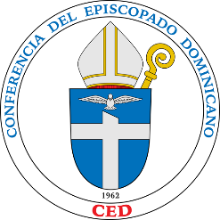 CONFERENCIA DEL EPISCOPADO DOMINICANO
1962
CED